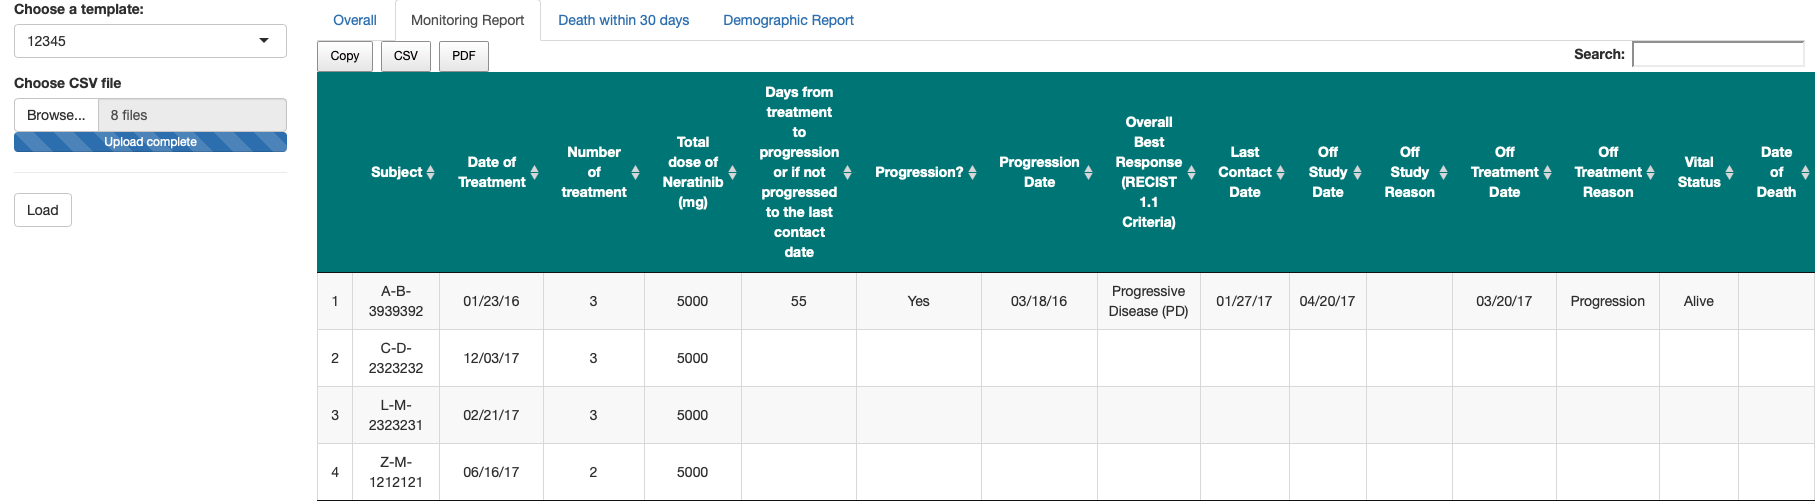 Choose a template:
12345
Choose CSV file
Browse... 8 files
Upload complete
Load
Overall Monitoring Report Death within 30 days Demographic Report
Copy CSV PDF Search:
Subject
Date of
Treatment
Number
of
treatment
Total
dose of
Neratinib
(mg)
Days from
treatment
to
progression
or if not
progressed
to the last
contact
date
Progression?
Progression
Date
Overall
Best
Response
(RECIST
1.1
Criteria)
Last
Contact
Date
Off
Study
Date
Off
Study
Reason
Off
Treatment
Date
Off
Treatment
Reason
Vital
Status
Date
of
Death
1 A-B-
3939392 01/23/16 3 5000 55 Yes 03/18/16 Progressive
Disease (PD) 01/27/17 04/20/17 03/20/17 Progression Alive
2 C-D-
2323232 12/03/17 3 5000
3 L-M-
2323231 02/21/17 3 5000
4 Z-M-
1212121 06/16/17 2 5000